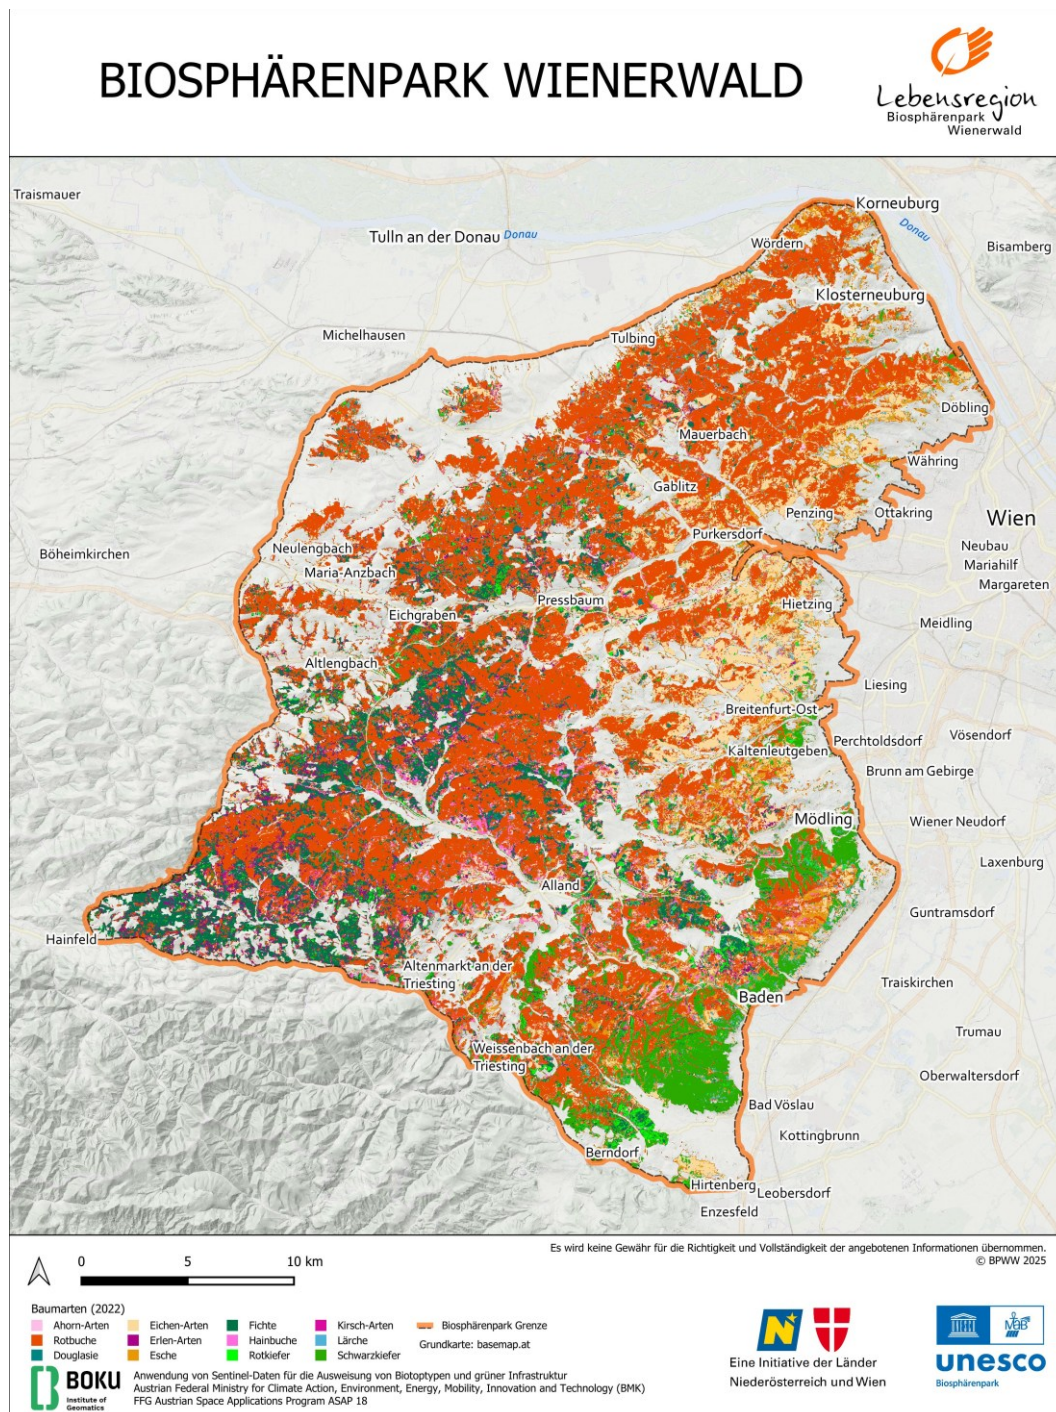 BIOSPHÄRENPARK WIENERWALD
Lebensregion
Biosphärenpark
Wienerwald
Traismauer
Korneuburg
Tulln an der Donau
Donau
Donau
Wördern
Bisamberg
Klosterneuburg
Michelhausen
Tulbing
Döbling
Mauerbach
Währing
Gablitz
Penzing
Ottakring
Wien
Purkersdorf
Neulengbach
Böheimkirchen
Neubau
Mariahilf
Maria-Anzbach
Margareten
Pressbaum
Hietzing
Eichgraben
Meidling
Altlengbach
Liesing
Breitenfurt-Ost
Perchtoldsdorf
Vösendorf
Kaltenleutgeben
Brunn am Gebirge
Mödling
Wiener Neudorf
Laxenburg
Alland
Guntramsdorf
Hainfeld
Altenmarkt an der
Triesting
Traiskirchen
Baden
Trumau
Weissenbach an der
Triesting
Oberwaltersdorf
Bad Vöslau
Kottingbrunn
Berndorf
Hirtenberg
Leobersdorf
Enzesfeld
Es wird keine Gewähr für die Richtigkeit und Vollständigkeit der angebotenen Informationen übernommen.
© BPWW 2025
0 5 10 km
Baumarten (2022)
Ahorn-Arten Eichen-Arten Fichte Kirsch-Arten Biosphärenpark Grenze
Rotbuche Erlen-Arten Hainbuche Lärche Grundkarte: basemap.at
Douglasie Esche Rotkiefer Schwarzkiefer
BOKU
Institute of
Geomatics
Anwendung von Sentinel-Daten für die Ausweisung von Biotoptypen und grüner Infrastruktur
Austrian Federal Ministry for Climate Action, Environment, Energy, Mobility, Innovation and Technology (BMK)
FFG Austrian Space Applications Program ASAP 18
N
Eine Initiative der Länder
Niederösterreich und Wien
MaB
unesco
Biosphärenpark